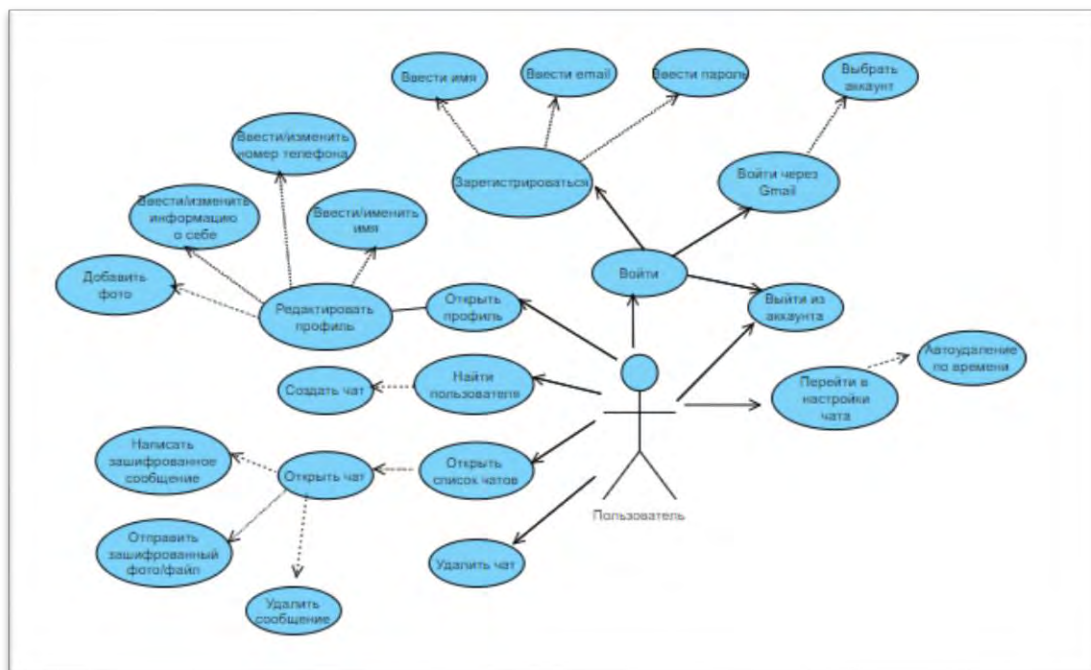 Ввести имя
Ввести email
Ввести пароль
Выбрать
аккаунт
Ввести/изменить
номер телефона
Зарегистрироваться
Войти через
Gmail
Ввести/изменить
информацию
о себе
Ввести/именить
имя
Добавить
фото
Войти
Редактировать
профиль
Открыть
профиль
Выйти из
аккаунта
Автоудаление
по времени
Создать чат
Найти
пользователя
Перейти в
настройки
чата
Написать
зашифрованное
сообщение
Открыть чат
Открыть
список чатов
Пользователь
Отправить
зашифрованный
фото/файл
Удалить чат
Удалить
сообщение